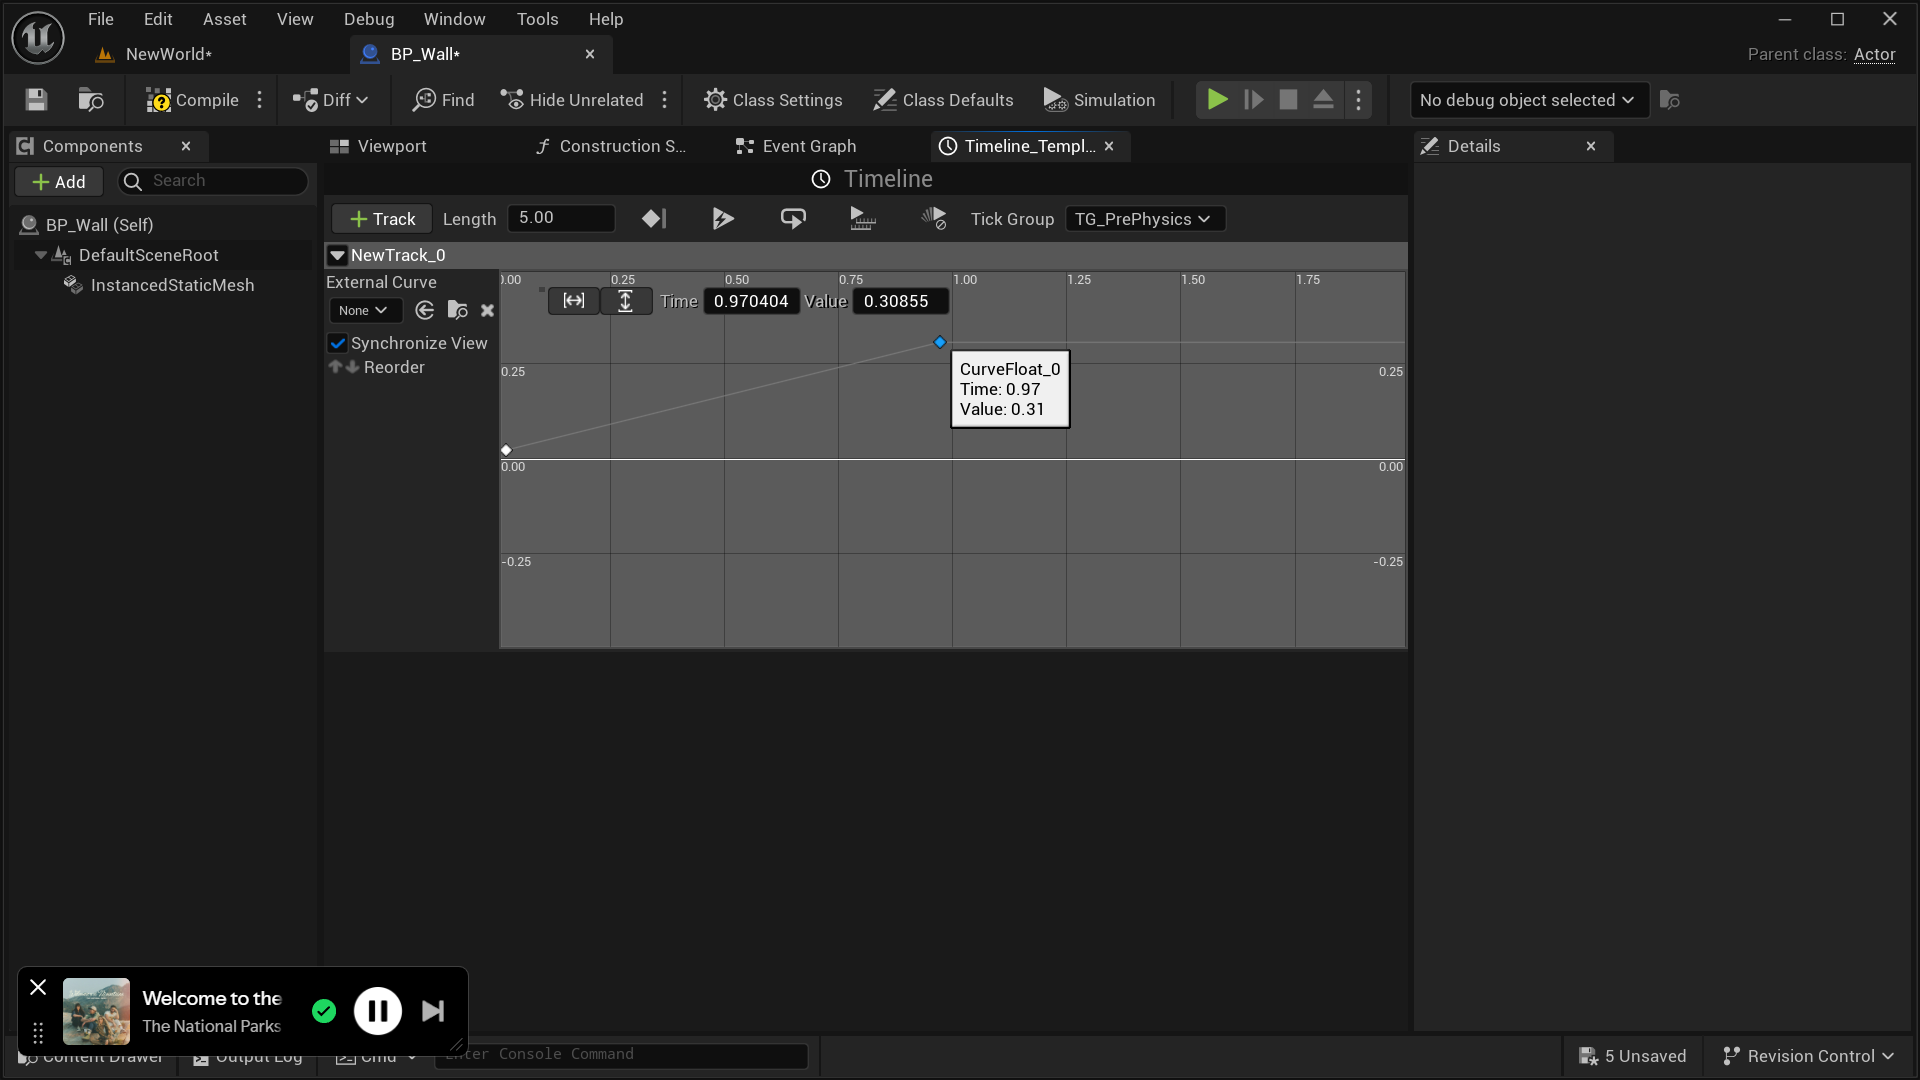 File Edit Asset View Debug Window Tools Help
NewWorld*
BP_Wall*
Parent class: Actor
Compile
Diff
Find
Hide Unrelated
Class Settings
Class Defaults
Simulation
No debug object selected
Components
Viewport
Construction S...
Event Graph
Timeline_Templ...
Details
Add
Search
Timeline
Track
Length
5.00
Tick Group
TG_PrePhysics
BP_Wall (Self)
DefaultSceneRoot
InstancedStaticMesh
NewTrack_0
External Curve
None
Synchronize View
Reorder
0.00 0.25 0.50 0.75 1.00 1.25 1.50 1.75
Time 0.970404 Value 0.30855
0.25 0.25
CurveFloat_0
Time: 0.97
Value: 0.31
0.00 0.00
-0.25 -0.25
Welcome to the
The National Parks
Content Drawer
Output Log
Cmd
Enter Console Command
5 Unsaved
Revision Control